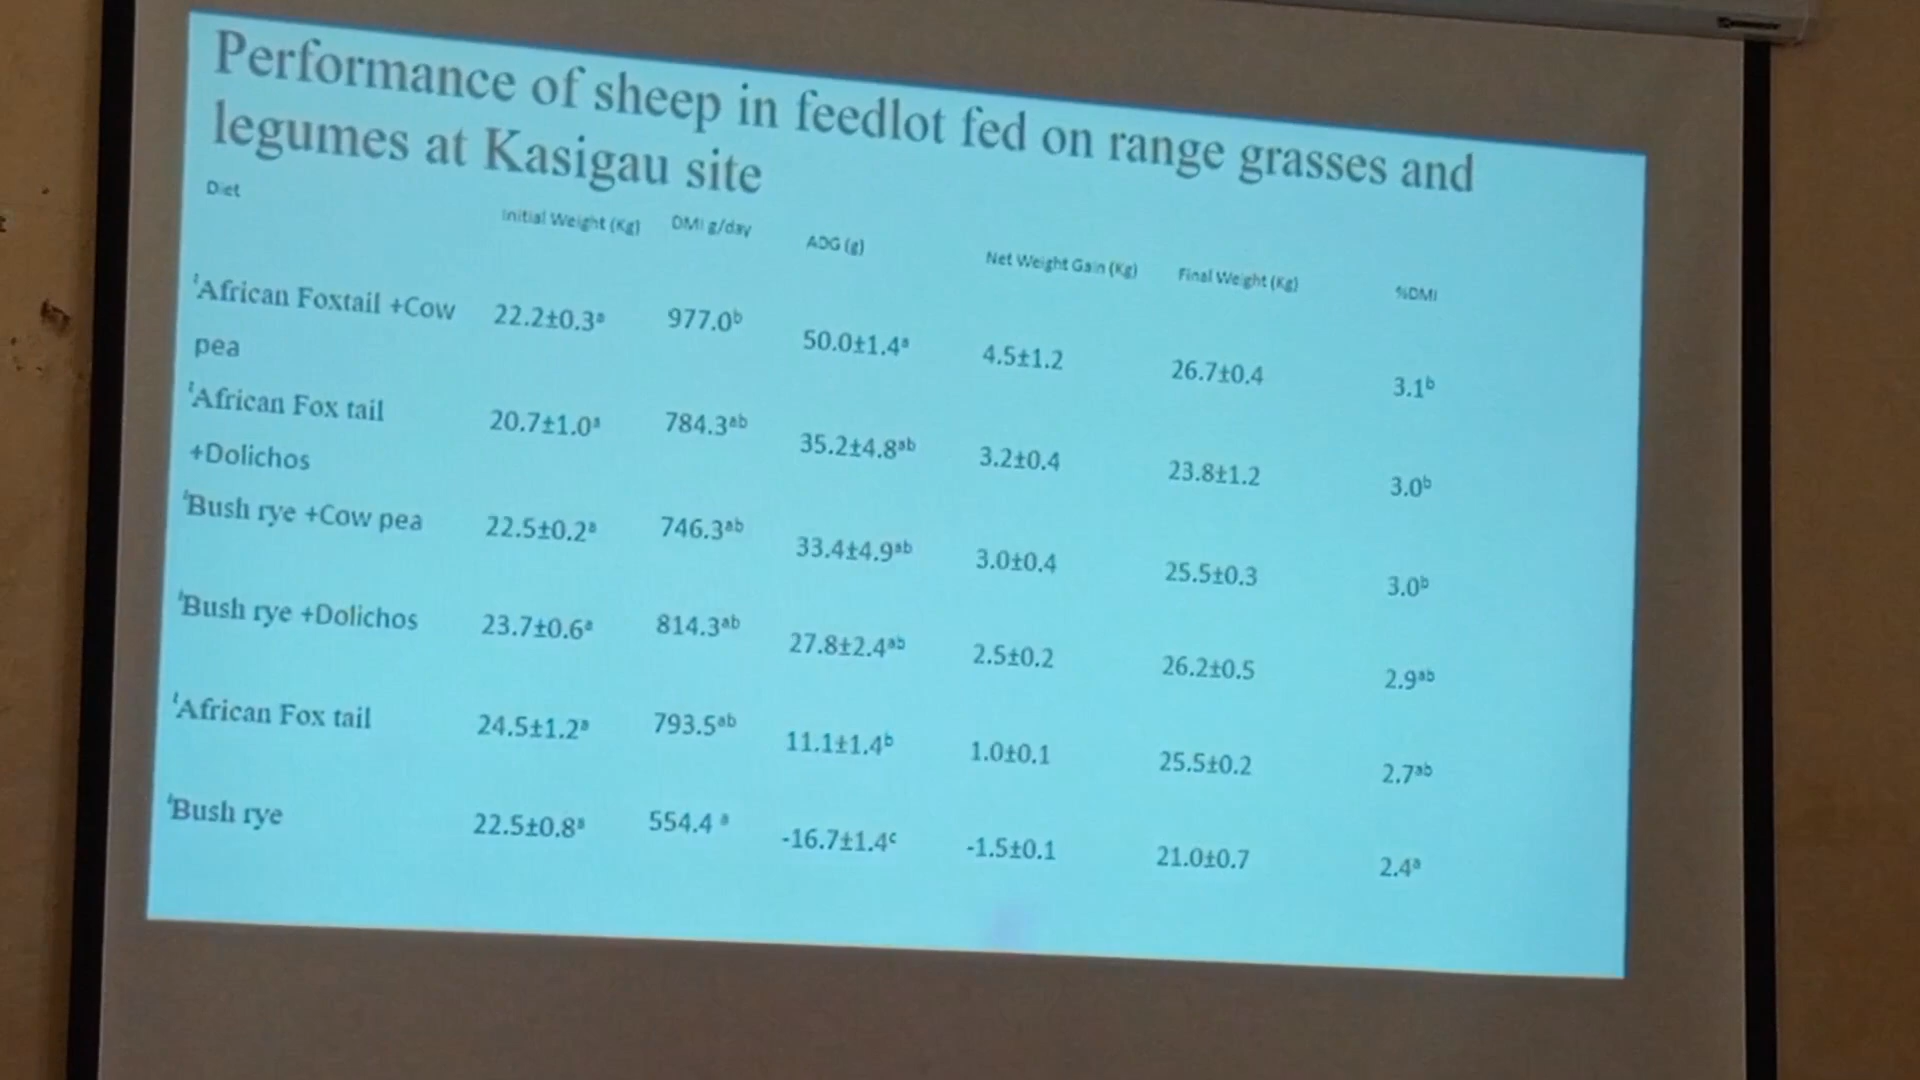 Performance of sheep in feedlot fed on range grasses and
legumes at Kasigau site
Diet Initial Weight (Kg) DMI g/day ADG (g) Net Weight Gain (Kg) Final Weight (Kg) %DMI
¹African Foxtail +Cow 22.2±0.3ᵃ 977.0ᵇ 50.0±1.4ᵃ 4.5±1.2 26.7±0.4 3.1ᵇ
pea
¹African Fox tail 20.7±1.0ᵃ 784.3ᵃᵇ 35.2±4.8ᵃᵇ 3.2±0.4 23.8±1.2 3.0ᵇ
+Dolichos
Bush rye +Cow pea 22.5±0.2ᵃ 746.3ᵃᵇ 33.4±4.9ᵃᵇ 3.0±0.4 25.5±0.3 3.0ᵇ
Bush rye +Dolichos 23.7±0.6ᵃ 814.3ᵃᵇ 27.8±2.4ᵃᵇ 2.5±0.2 26.2±0.5 2.9ᵃᵇ
¹African Fox tail 24.5±1.2ᵃ 793.5ᵃᵇ 11.1±1.4ᵇ 1.0±0.1 25.5±0.2 2.7ᵃᵇ
Bush rye 22.5±0.8ᵃ 554.4 ᵃ -16.7±1.4ᶜ -1.5±0.1 21.0±0.7 2.4ᵃ